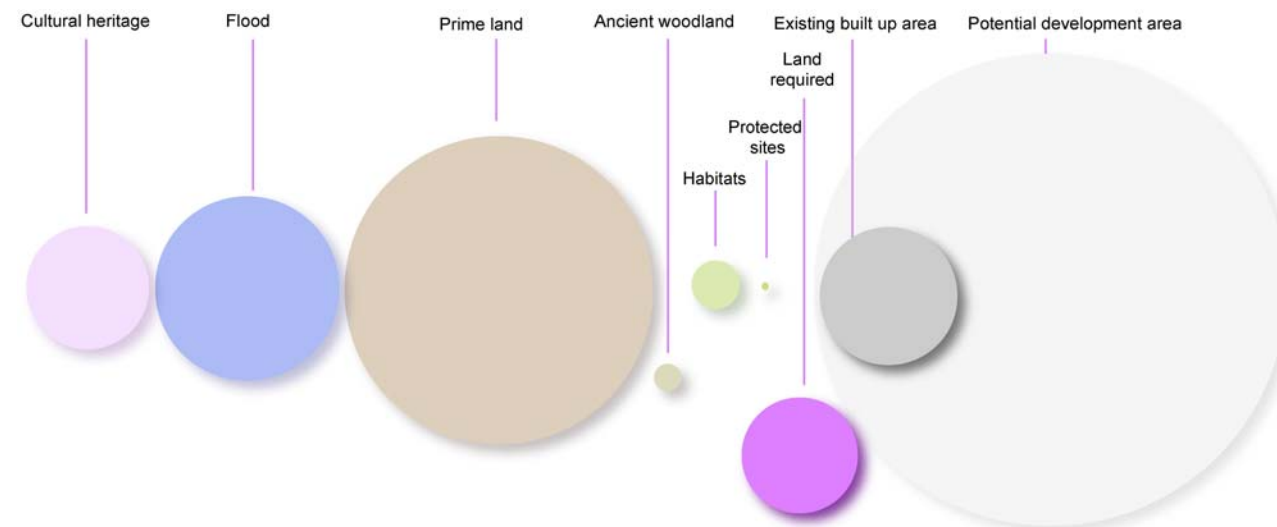 Cultural heritage
Flood
Prime land
Ancient woodland
Existing built up area
Potential development area
Land
required
Protected
sites
Habitats